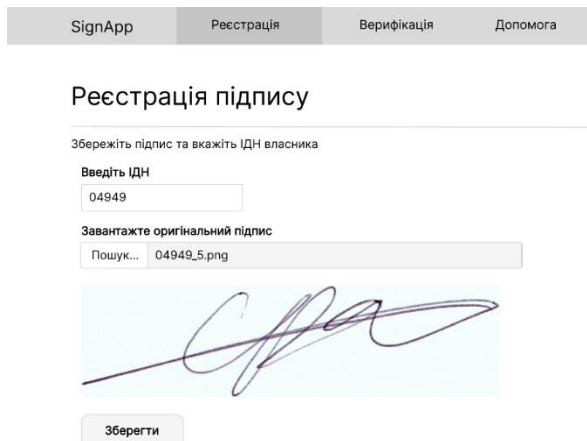 SignApp Реєстрація Верифікація Допомога
Реєстрація підпису
Збережіть підпис та вкажіть ІДН власника
Введіть ІДН
04949
Завантажте оригінальний підпис
Пошук... 04949_5.png
Зберегти